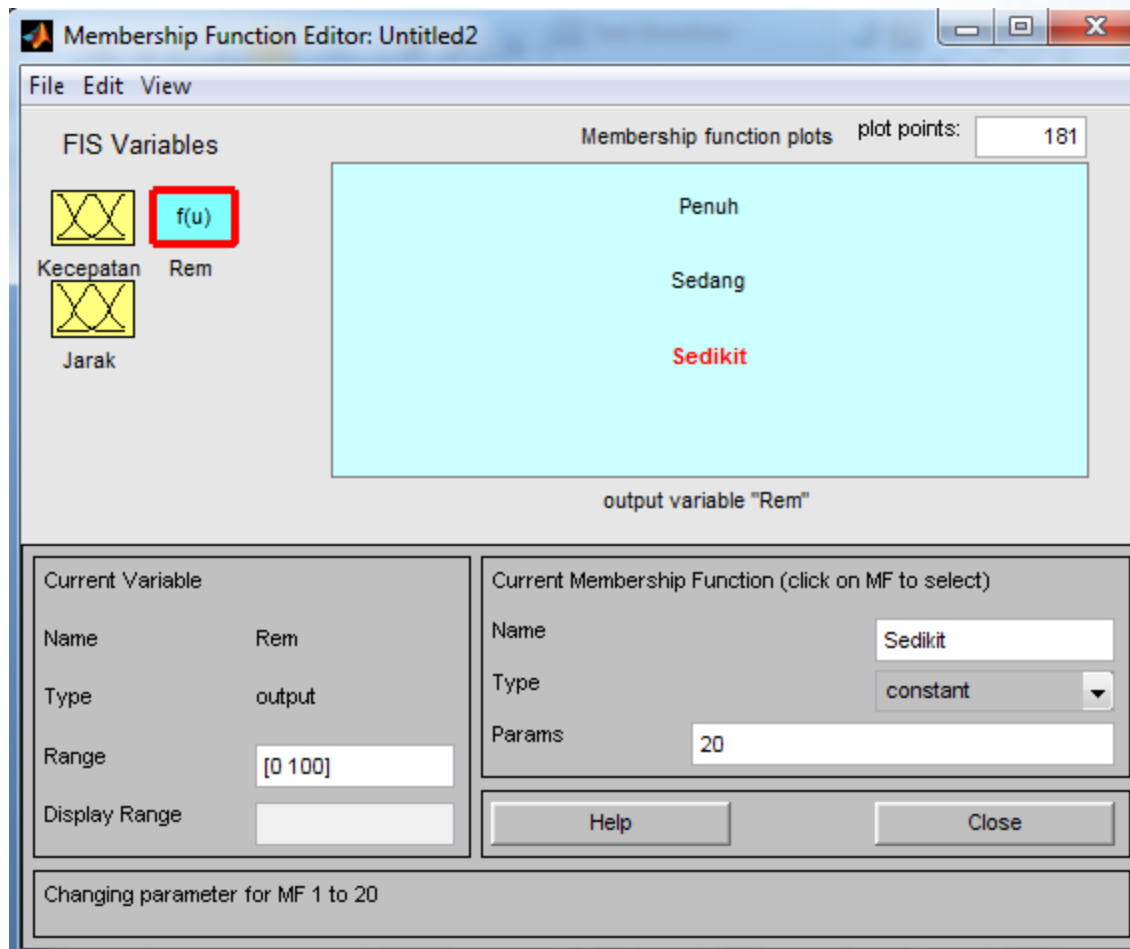 Membership Function Editor: Untitled2
File Edit View
FIS Variables
Membership function plots
plot points:
181
f(u)
Kecepatan
Rem
Jarak
Penuh
Sedang
Sedikit
output variable "Rem"
Current Variable
Name
Rem
Type
output
Range
[0 100]
Display Range
Current Membership Function (click on MF to select)
Name
Sedikit
Type
constant
Params
20
Help
Close
Changing parameter for MF 1 to 20